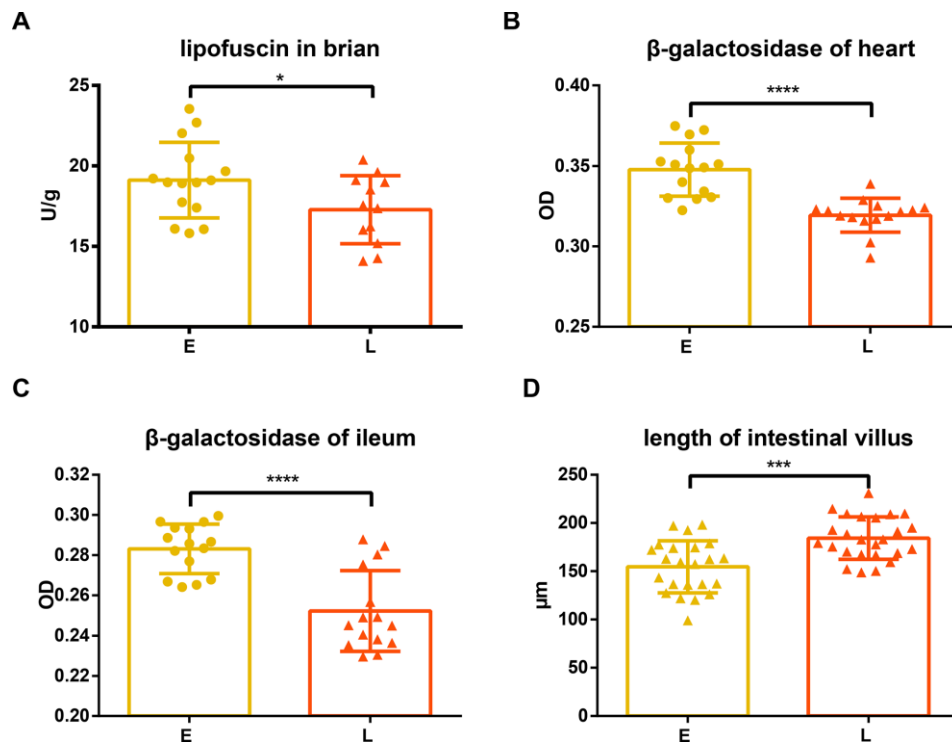 A
lipofuscin in brian
25
20
15
10
U/g
*
E
L
B
β-galactosidase of heart
0.40
0.35
0.30
0.25
OD
****
E
L
C
β-galactosidase of ileum
0.32
0.30
0.28
0.26
0.24
0.22
0.20
OD
****
E
L
D
length of intestinal villus
250
200
150
100
50
0
μm
***
E
L